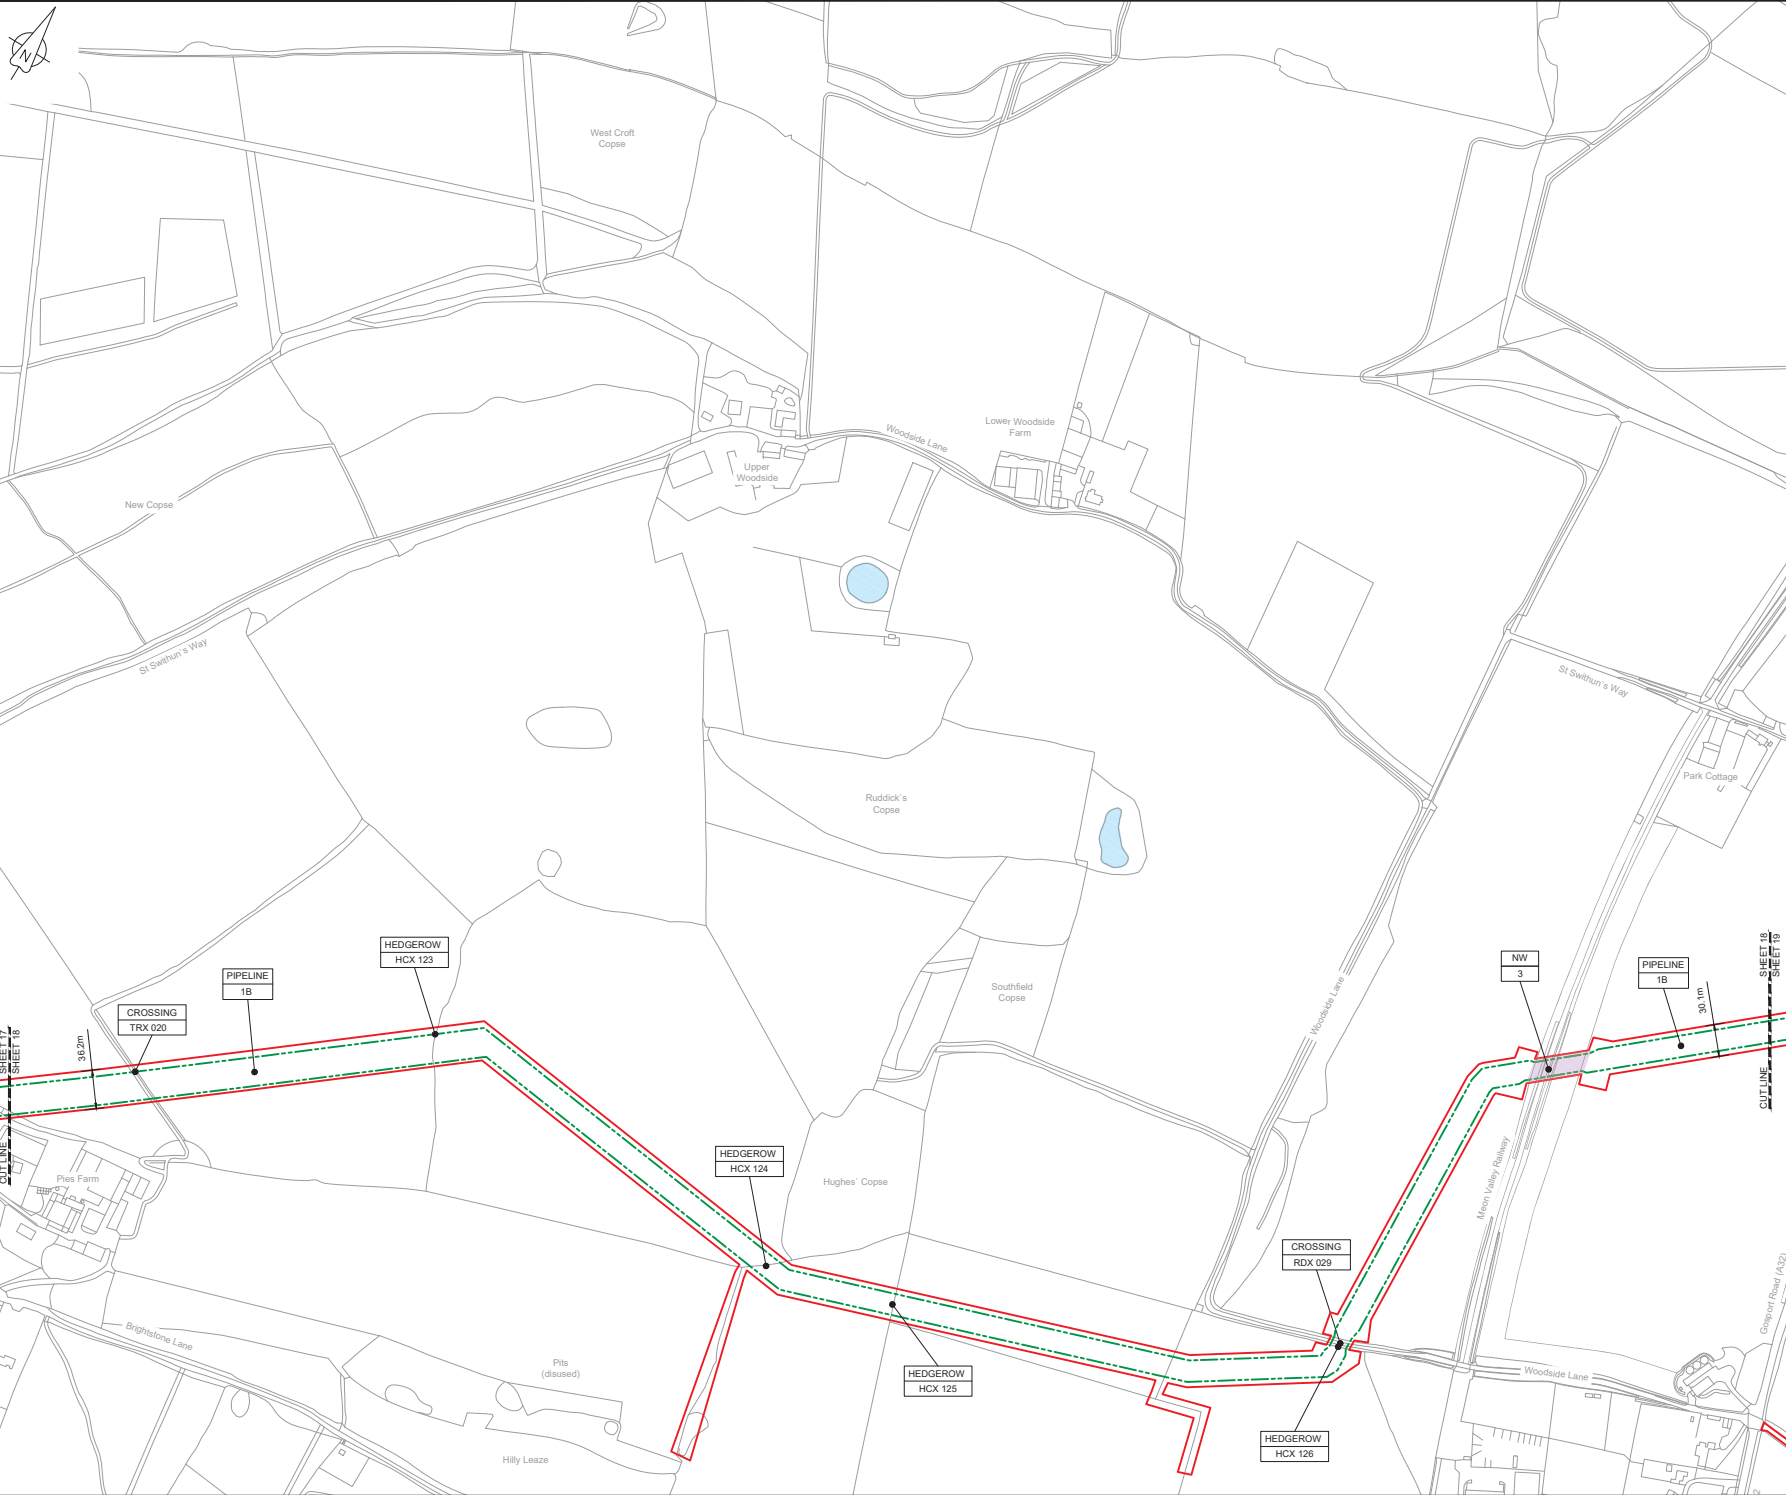 N
West Croft
Copse
Woodside Lane
Lower Woodside
Farm
Upper
Woodside
New Copse
St Swithun's Way
St Swithun's Way
Park Cottage
Ruddick's
Copse
Southfield
Copse
Woodside Lane
HEDGEROW
HCX 123
PIPELINE
1B
CROSSING
TRX 020
36.2m
SHEET 17
SHEET 18
CUT LINE
NW
3
PIPELINE
1B
30.1m
SHEET 18
SHEET 19
CUT LINE
Pies Farm
HEDGEROW
HCX 124
Hughes' Copse
Meon Valley Railway
CROSSING
RDX 029
Gosport Road (A32)
Brightstone Lane
Pits
(disused)
HEDGEROW
HCX 125
Woodside Lane
HEDGEROW
HCX 126
Hilly Leaze